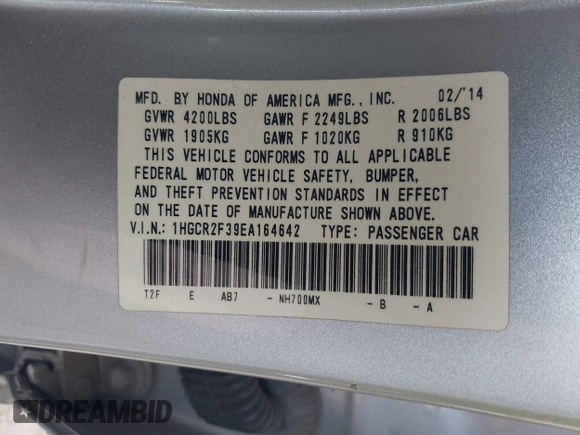 MFD. BY HONDA OF AMERICA MFG., INC. 02/'14
GVWR 4200LBS GAWR F 2249LBS R 2006LBS
GVWR 1905KG GAWR F 1020KG R 910KG
THIS VEHICLE CONFORMS TO ALL APPLICABLE
FEDERAL MOTOR VEHICLE SAFETY, BUMPER,
AND THEFT PREVENTION STANDARDS IN EFFECT
ON THE DATE OF MANUFACTURE SHOWN ABOVE.
V.I.N.: 1HGCR2F39EA164642 TYPE: PASSENGER CAR
T2F E AB7 - NH700MX - B - A
DREAMBID